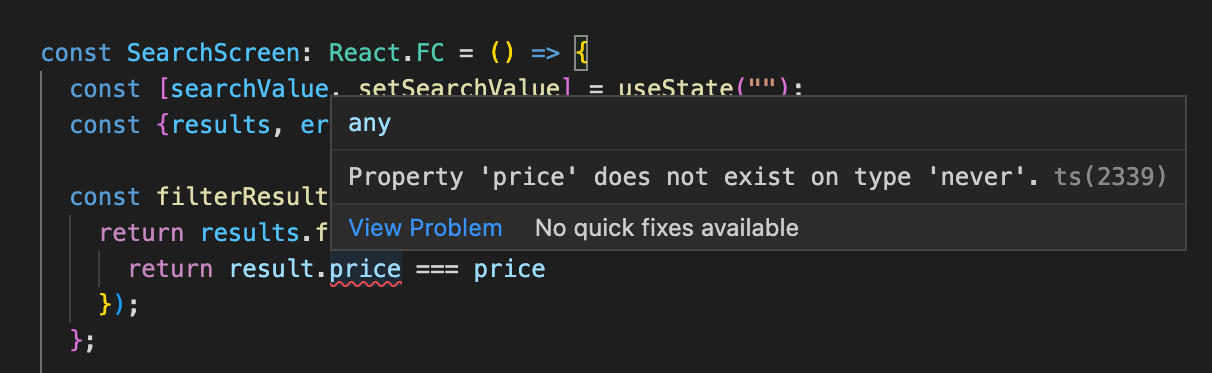 const SearchScreen: React.FC = () => {
const [searchValue, setSearchValue] = useState("");
const {results, er
any
Property 'price' does not exist on type 'never'. ts(2339)
const filterResult
View Problem No quick fixes available
return results.f
return result.price === price
});
};